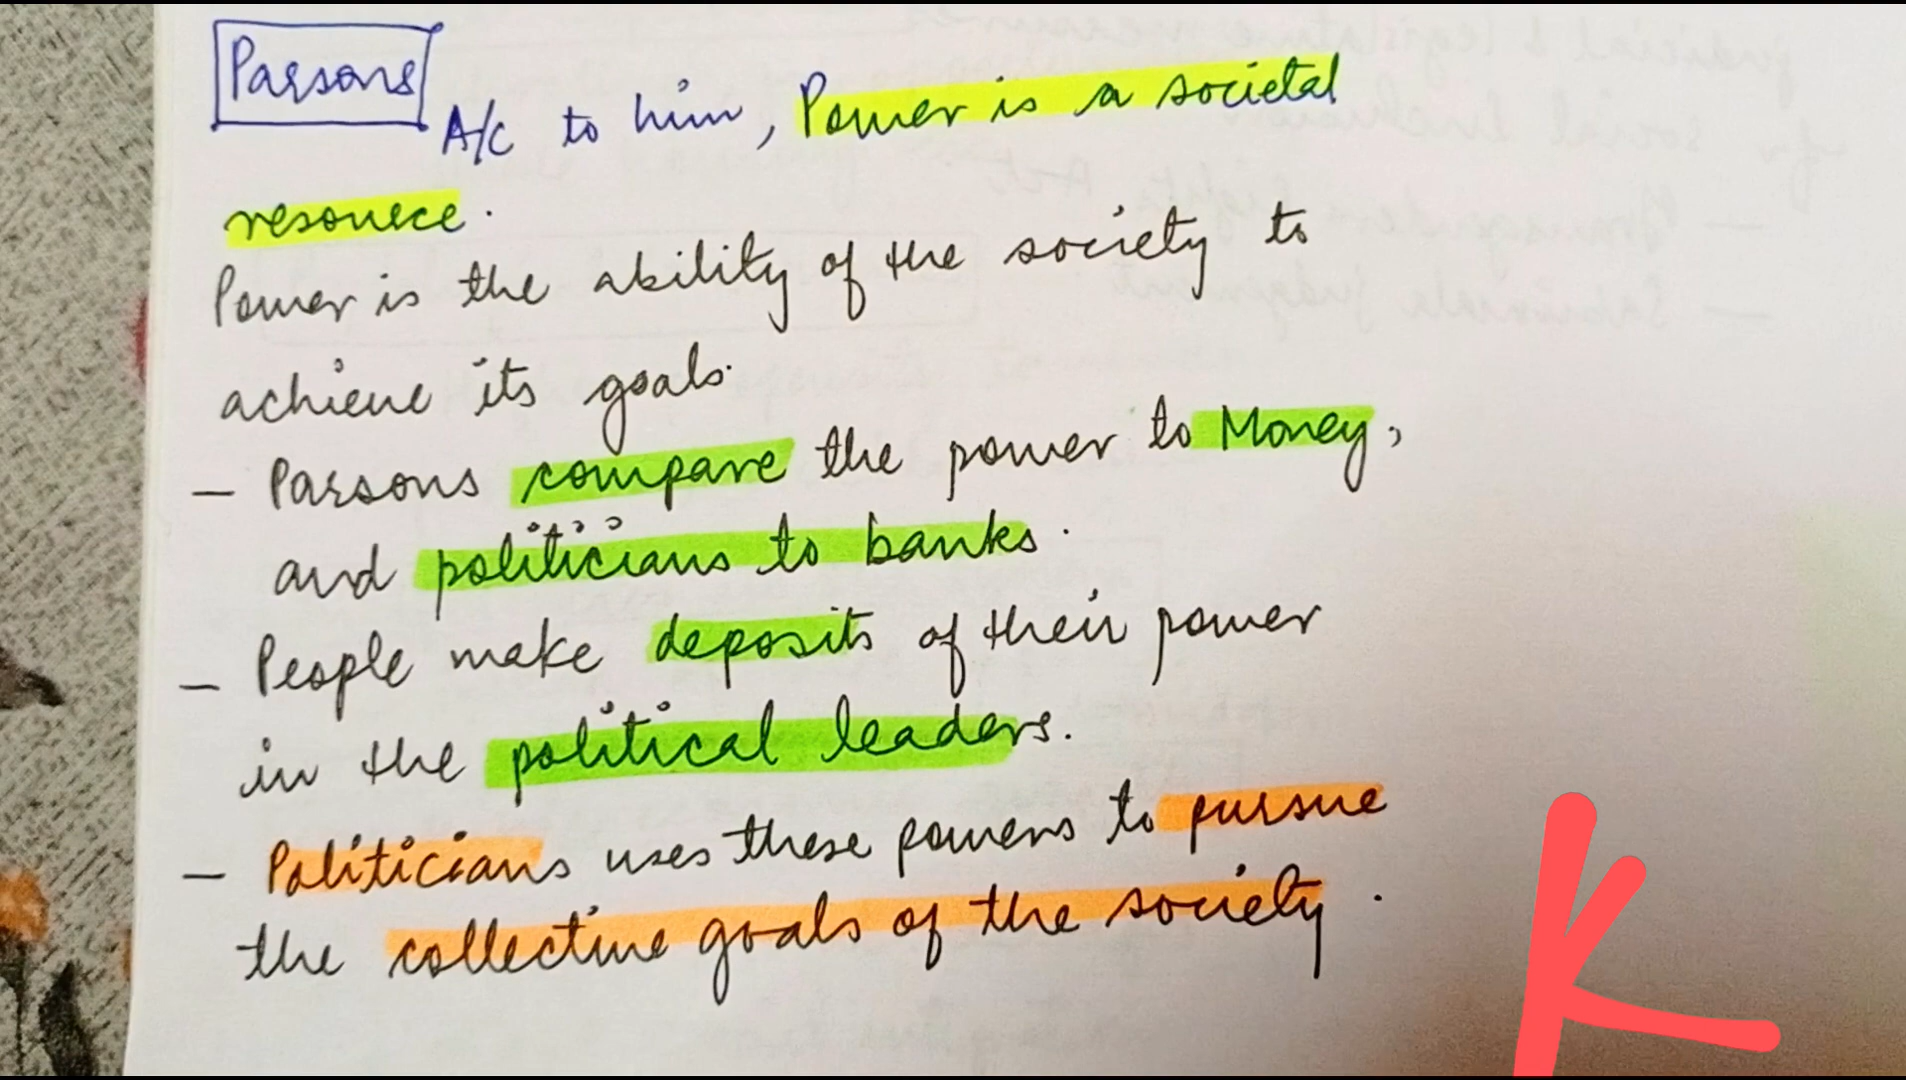 Parsons
A/c to him, Power is a societal
resource.
Power is the ability of the society to
achieve its goals.
- Parsons compare the power to Money,
and politicians to banks.
- People make deposits of their power
in the political leaders.
- Politicians uses these powers to pursue
the collective goals of the society.
K